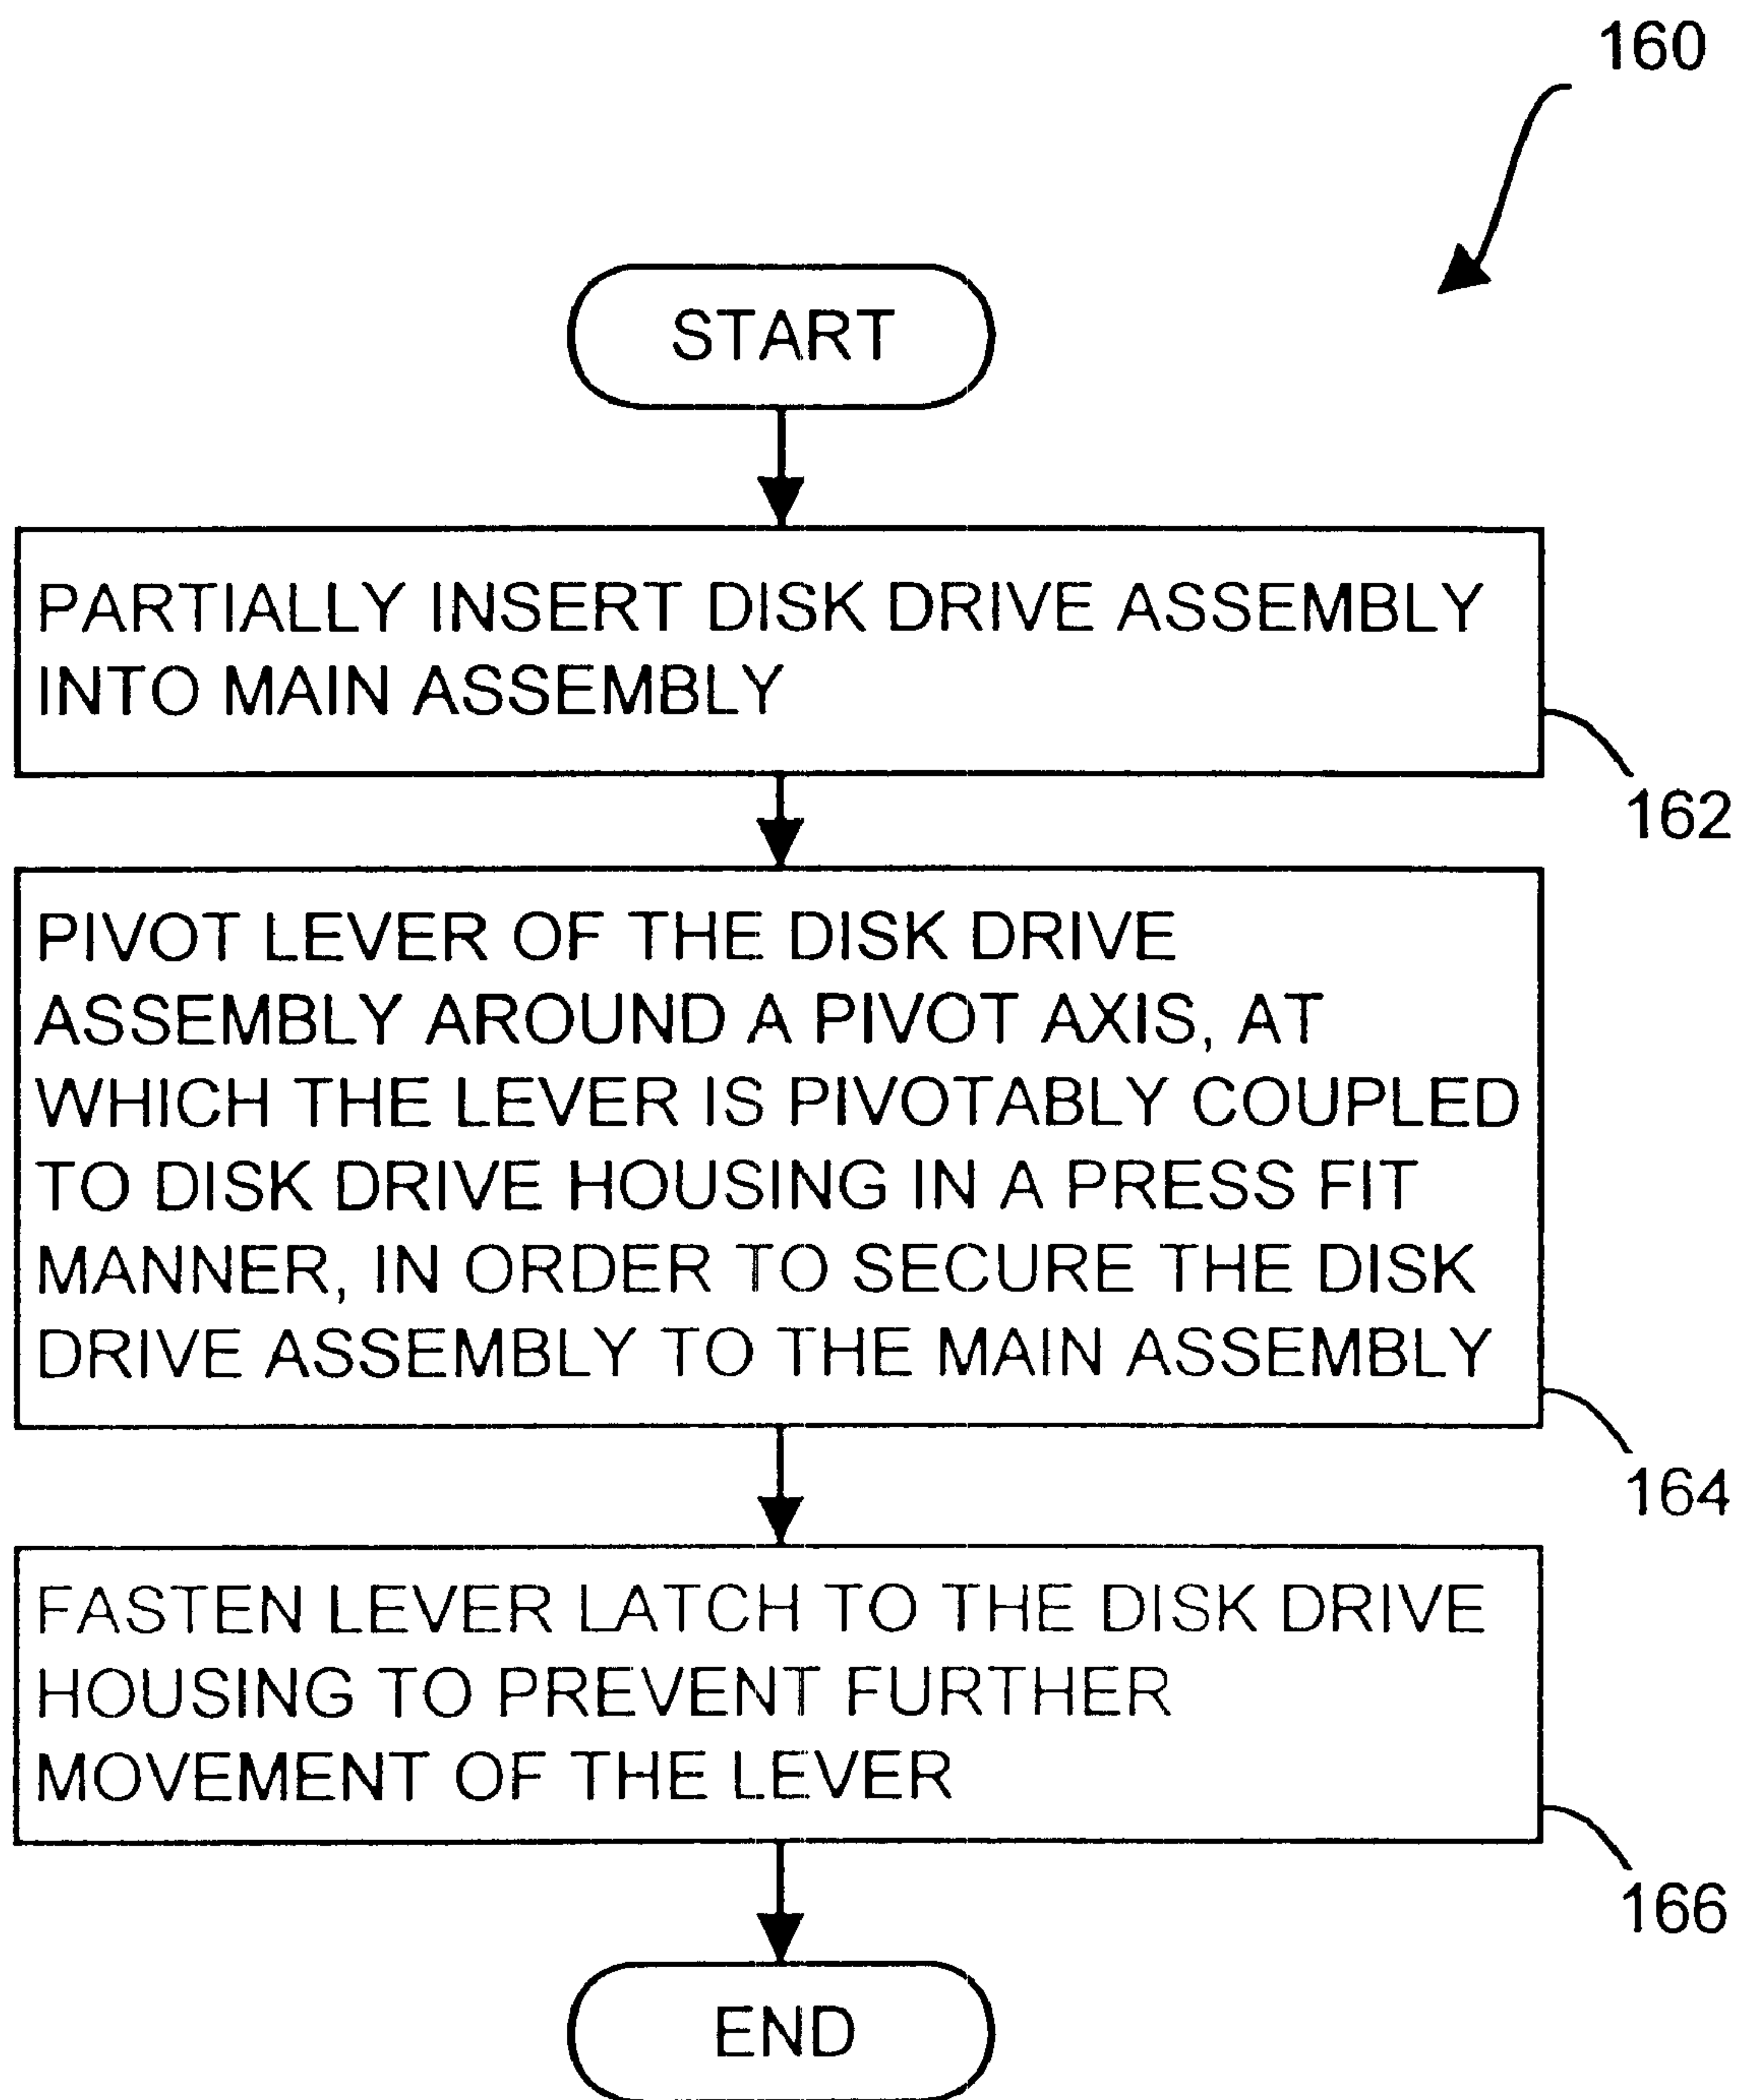 160
START
PARTIALLY INSERT DISK DRIVE ASSEMBLY
INTO MAIN ASSEMBLY
162
PIVOT LEVER OF THE DISK DRIVE
ASSEMBLY AROUND A PIVOT AXIS, AT
WHICH THE LEVER IS PIVOTABLY COUPLED
TO DISK DRIVE HOUSING IN A PRESS FIT
MANNER, IN ORDER TO SECURE THE DISK
DRIVE ASSEMBLY TO THE MAIN ASSEMBLY
164
FASTEN LEVER LATCH TO THE DISK DRIVE
HOUSING TO PREVENT FURTHER
MOVEMENT OF THE LEVER
166
END